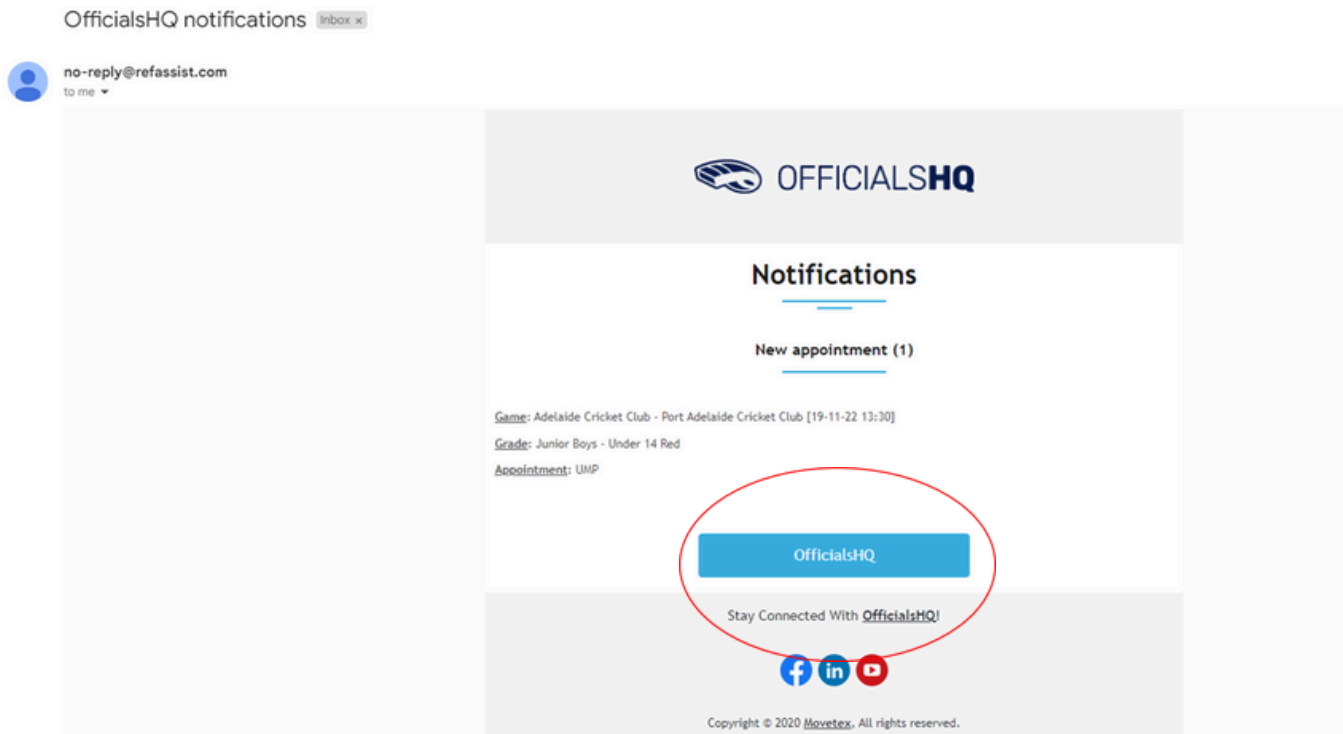 OfficialsHQ notifications Inbox x
no-reply@refassist.com
to me
OFFICIALSHQ
Notifications
New appointment (1)
Game: Adelaide Cricket Club - Port Adelaide Cricket Club [19-11-22 13:30]
Grade: Junior Boys - Under 14 Red
Appointment: UMP
OfficialsHQ
Stay Connected With OfficialsHQ!
f in
Copyright © 2020 Movetex, All rights reserved.